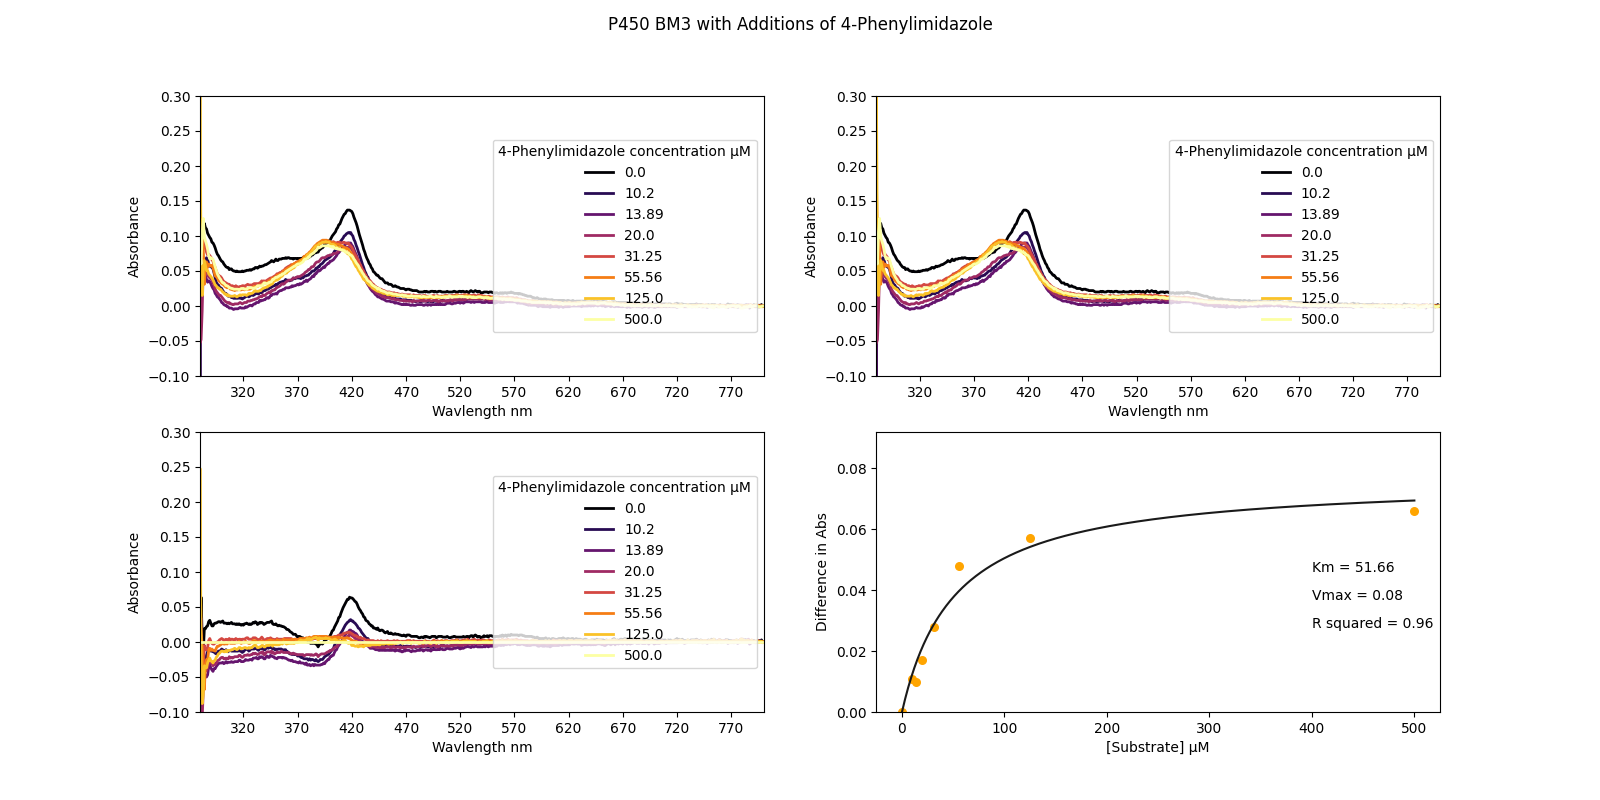 P450 BM3 with Additions of 4-Phenylimidazole
0.30
0.25
0.20
0.15
0.10
0.05
0.00
−0.05
−0.10
Absorbance
320 370 420 470 520 570 620 670 720 770
Wavlength nm
4-Phenylimidazole concentration μM
0.0
10.2
13.89
20.0
31.25
55.56
125.0
500.0
0.30
0.25
0.20
0.15
0.10
0.05
0.00
−0.05
−0.10
Absorbance
320 370 420 470 520 570 620 670 720 770
Wavlength nm
4-Phenylimidazole concentration μM
0.0
10.2
13.89
20.0
31.25
55.56
125.0
500.0
0.30
0.25
0.20
0.15
0.10
0.05
0.00
−0.05
−0.10
Absorbance
320 370 420 470 520 570 620 670 720 770
Wavlength nm
4-Phenylimidazole concentration μM
0.0
10.2
13.89
20.0
31.25
55.56
125.0
500.0
0.08
0.06
0.04
0.02
0.00
Difference in Abs
0 100 200 300 400 500
[Substrate] μM
Km = 51.66
Vmax = 0.08
R squared = 0.96